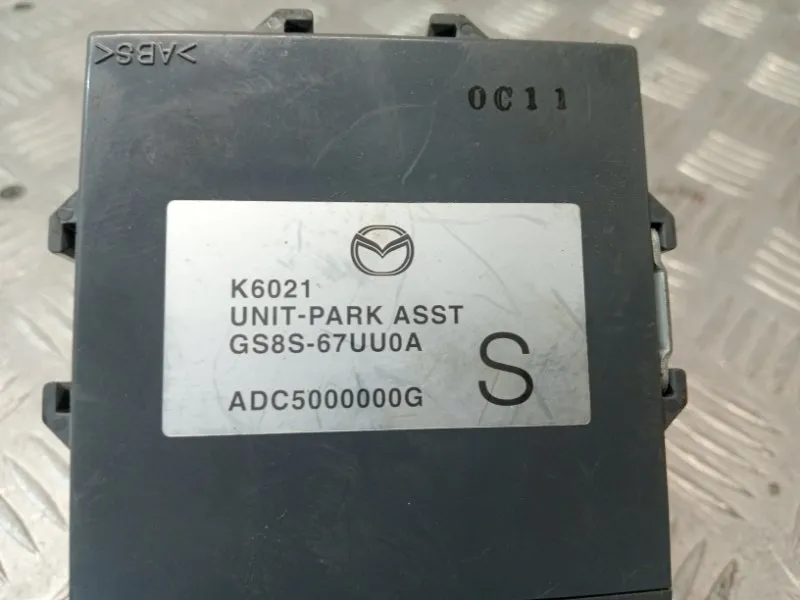 >ABS<
0C11
K6021
UNIT-PARK ASST
GS8S-67UU0A
S
ADC5000000G